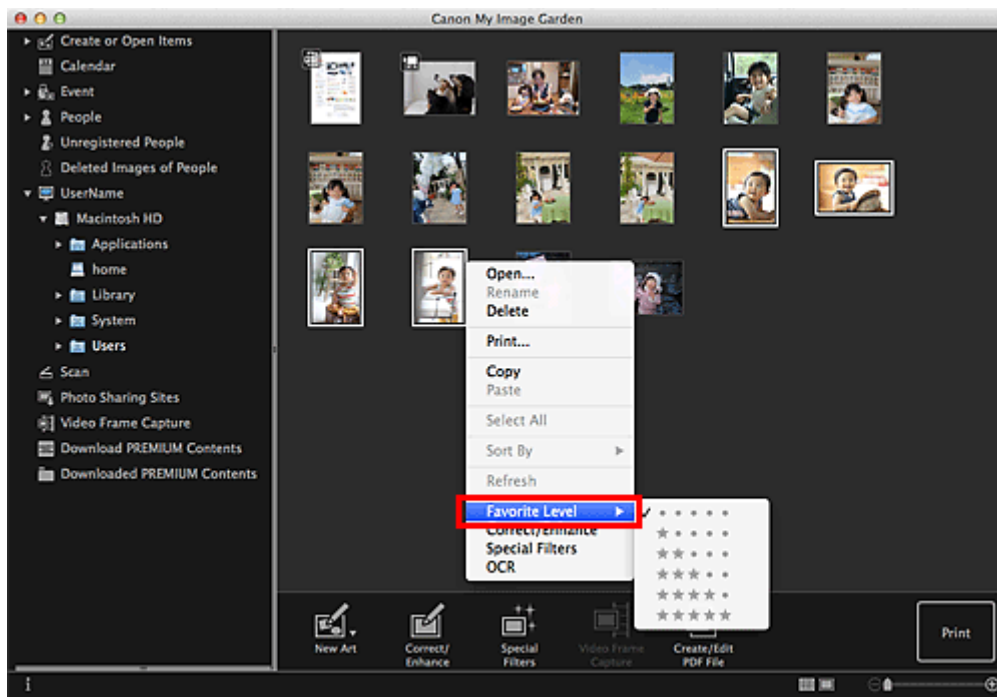 Canon My Image Garden
Create or Open Items
Calendar
Event
People
Unregistered People
Deleted Images of People
UserName
Macintosh HD
Applications
home
Library
System
Users
Scan
Photo Sharing Sites
Video Frame Capture
Download PREMIUM Contents
Downloaded PREMIUM Contents
Open...
Rename
Delete
Print...
Copy
Paste
Select All
Sort By
Refresh
Favorite Level
Correct/Enhance
Special Filters
OCR
New Art
Correct/
Enhance
Special
Filters
Video Frame
Capture
Create/Edit
PDF File
Print